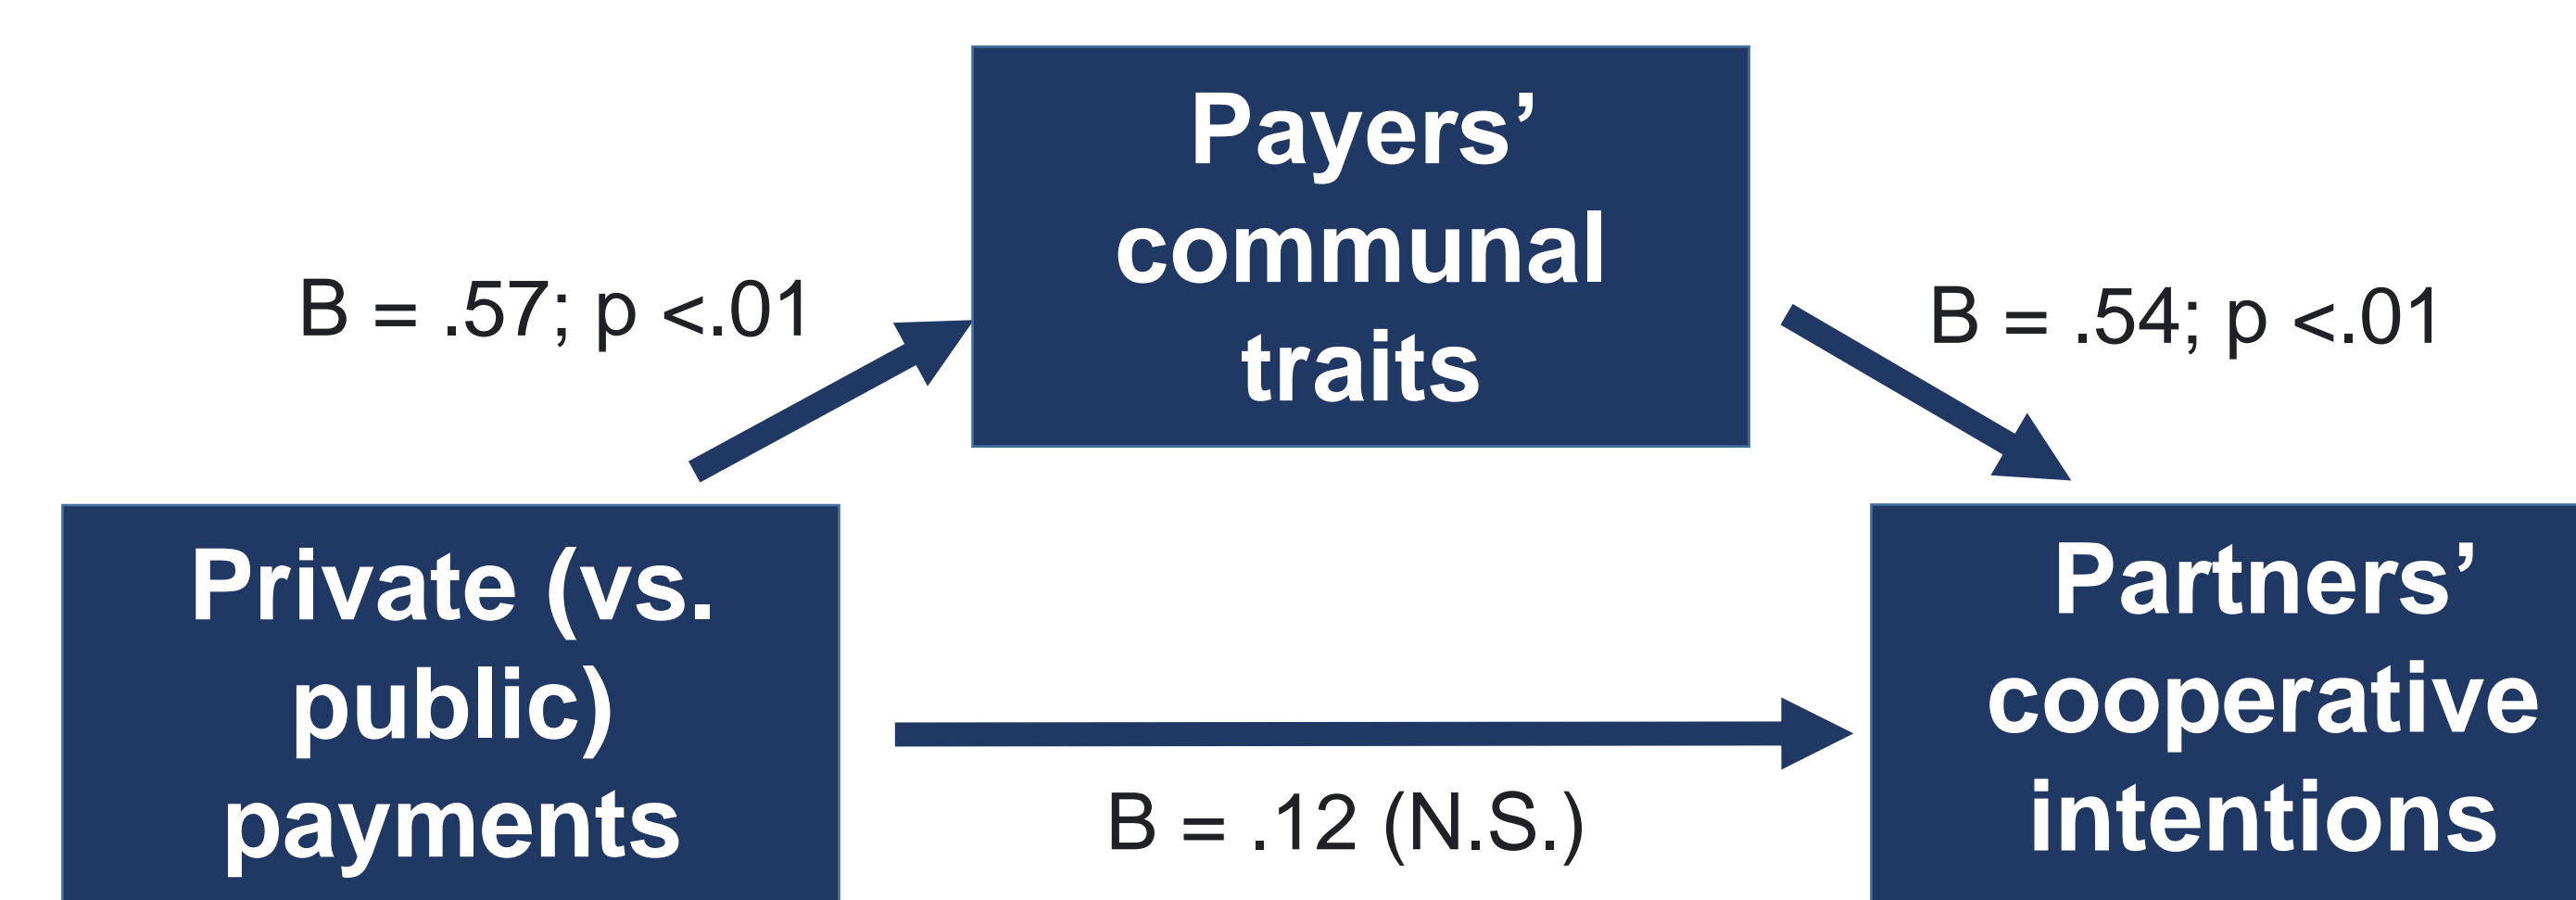 Payers’
communal
traits
B = .57; p <.01
B = .54; p <.01
Private (vs.
public)
payments
B = .12 (N.S.)
Partners’
cooperative
intentions